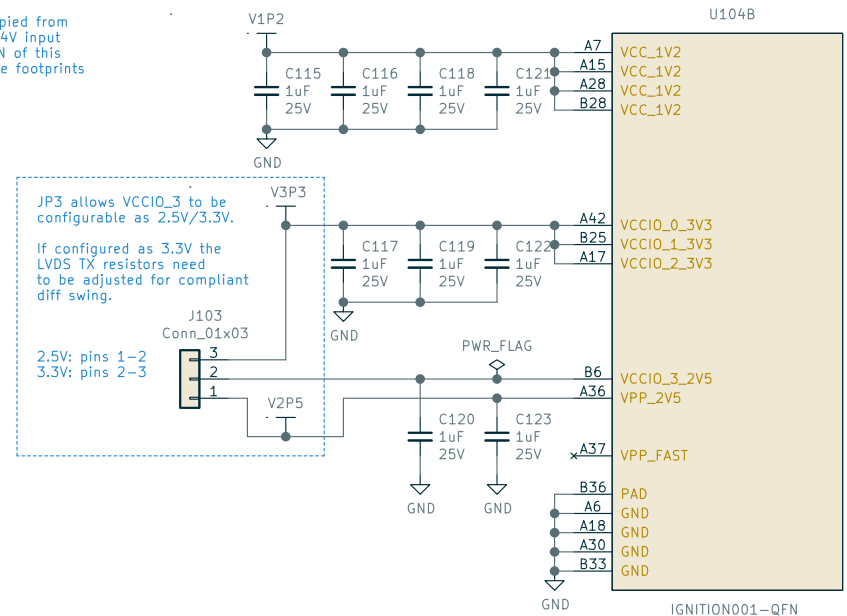 pied from
4V input
N of this
e footprints
V1P2
C115
1uF
25V
C116
1uF
25V
C118
1uF
25V
C121
1uF
25V
GND
U104B
A7 VCC_1V2
A15 VCC_1V2
A28 VCC_1V2
B28 VCC_1V2
JP3 allows VCCIO_3 to be
configurable as 2.5V/3.3V.
If configured as 3.3V the
LVDS TX resistors need
to be adjusted for compliant
diff swing.
V3P3
C117
1uF
25V
C119
1uF
25V
C122
1uF
25V
GND
A42 VCCIO_0_3V3
B25 VCCIO_1_3V3
A17 VCCIO_2_3V3
J103
Conn_01x03
2.5V: pins 1-2
3.3V: pins 2-3
3
2
1
V2P5
PWR_FLAG
B6 VCCIO_3_2V5
A36 VPP_2V5
C120
1uF
25V
C123
1uF
25V
GND
GND
A37 VPP_FAST
B36 PAD
A6 GND
A18 GND
A30 GND
B33 GND
GND
IGNITION001-QFN